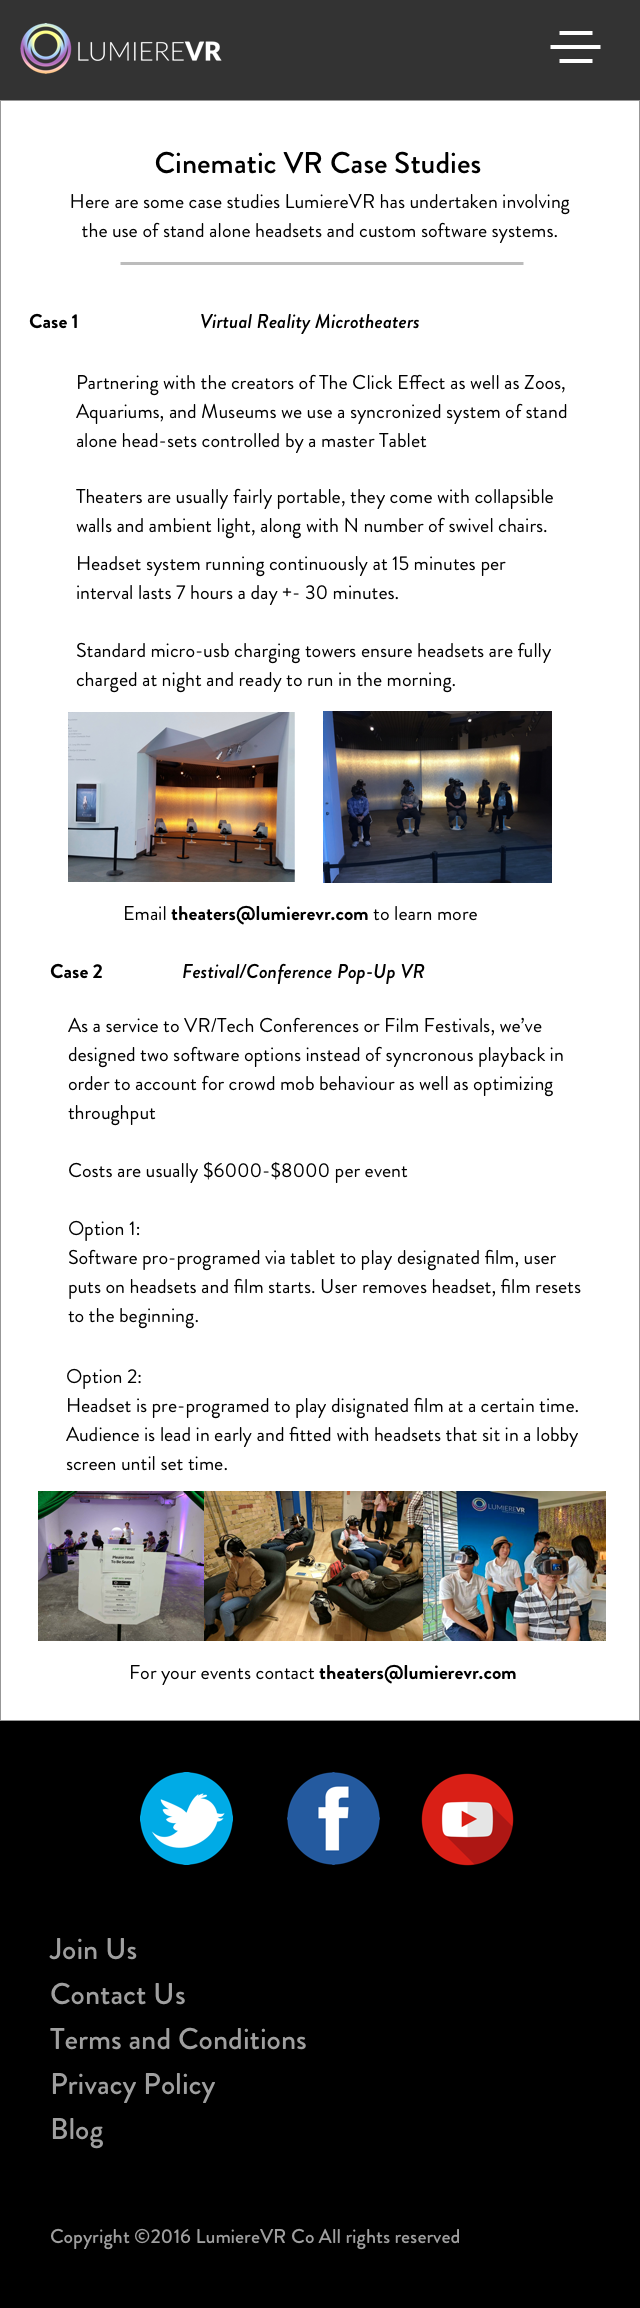 LUMIEREVR
Cinematic VR Case Studies
Here are some case studies LumiereVR has undertaken involving
the use of stand alone headsets and custom software systems.
Case 1 Virtual Reality Microtheaters
Partnering with the creators of The Click Effect as well as Zoos,
Aquariums, and Museums we use a syncronized system of stand
alone head-sets controlled by a master Tablet
Theaters are usually fairly portable, they come with collapsible
walls and ambient light, along with N number of swivel chairs.
Headset system running continuously at 15 minutes per
interval lasts 7 hours a day +- 30 minutes.
Standard micro-usb charging towers ensure headsets are fully
charged at night and ready to run in the morning.
Email theaters@lumierevr.com to learn more
Case 2 Festival/Conference Pop-Up VR
As a service to VR/Tech Conferences or Film Festivals, we’ve
designed two software options instead of syncronous playback in
order to account for crowd mob behaviour as well as optimizing
throughput
Costs are usually $6000-$8000 per event
Option 1:
Software pro-programed via tablet to play designated film, user
puts on headsets and film starts. User removes headset, film resets
to the beginning.
Option 2:
Headset is pre-programed to play disignated film at a certain time.
Audience is lead in early and fitted with headsets that sit in a lobby
screen until set time.
Please Wait
To Be Seated
LUMIEREVR
For your events contact theaters@lumierevr.com
Join Us
Contact Us
Terms and Conditions
Privacy Policy
Blog
Copyright ©2016 LumiereVR Co All rights reserved